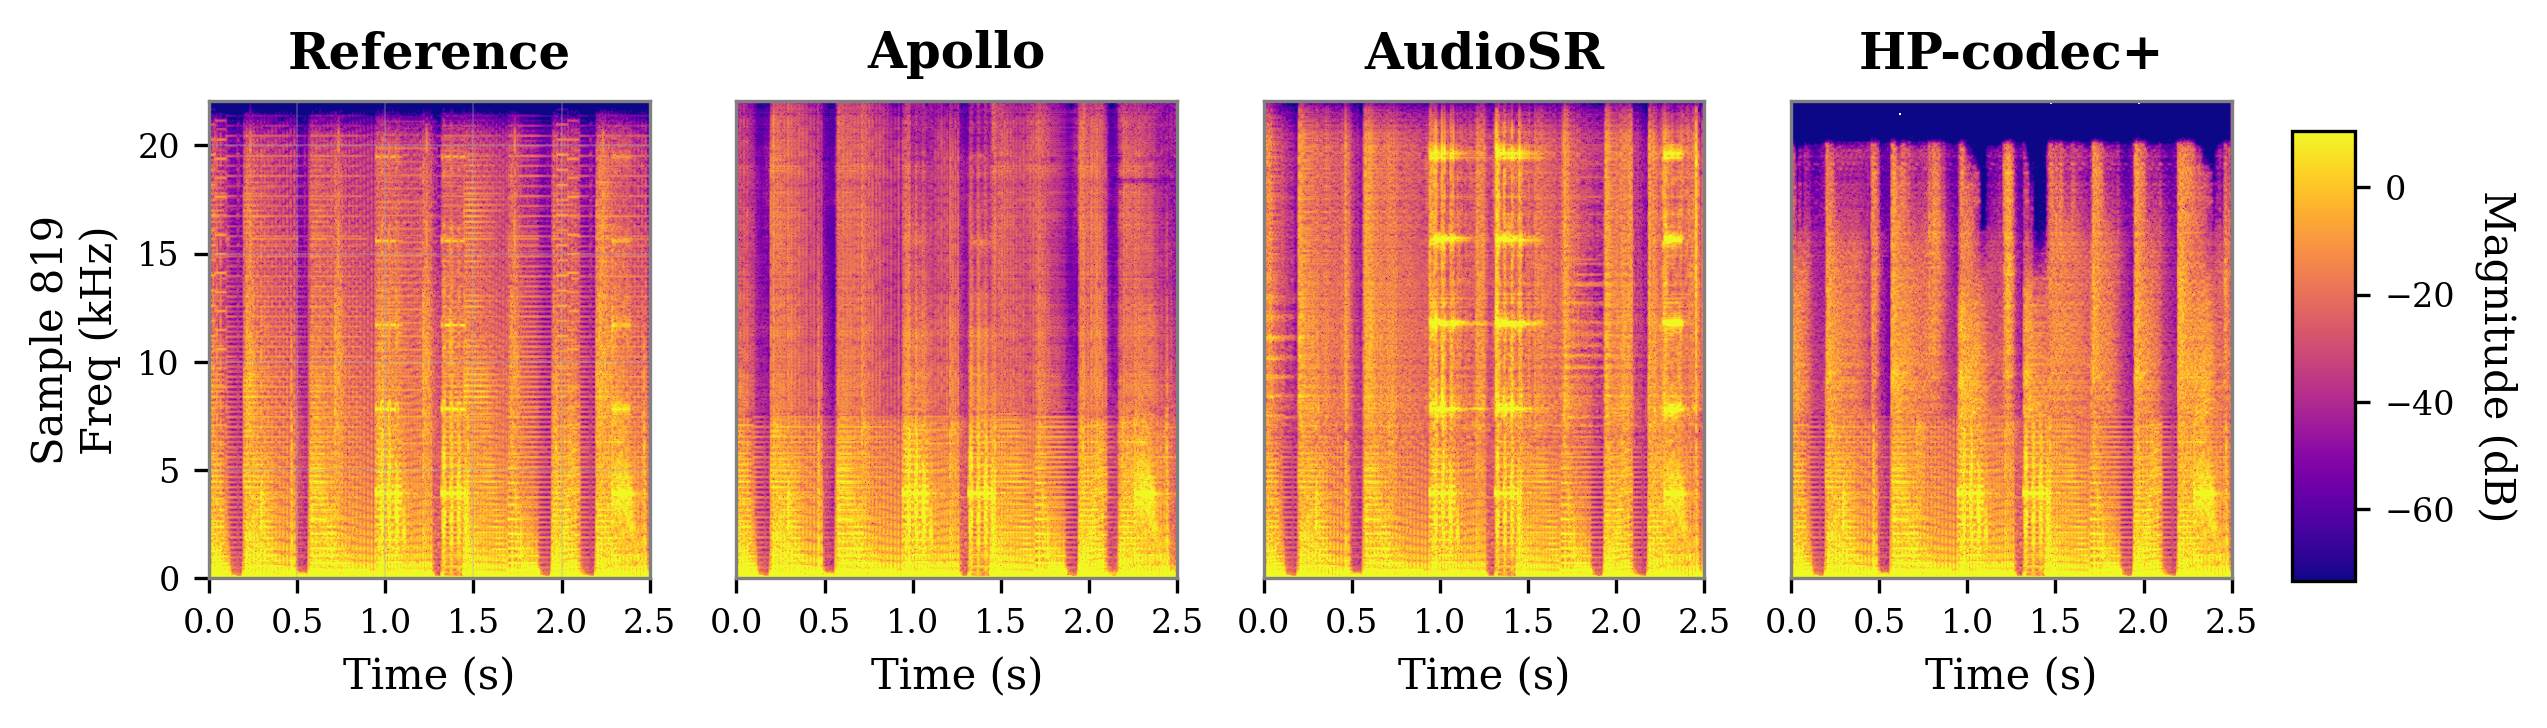 Reference
Apollo
AudioSR
HP-codec+
Sample 819
Freq (kHz)
20
15
10
5
0
0.0 0.5 1.0 1.5 2.0 2.5
Time (s)
0.0 0.5 1.0 1.5 2.0 2.5
Time (s)
0.0 0.5 1.0 1.5 2.0 2.5
Time (s)
0.0 0.5 1.0 1.5 2.0 2.5
Time (s)
0
−20
−40
−60
Magnitude (dB)